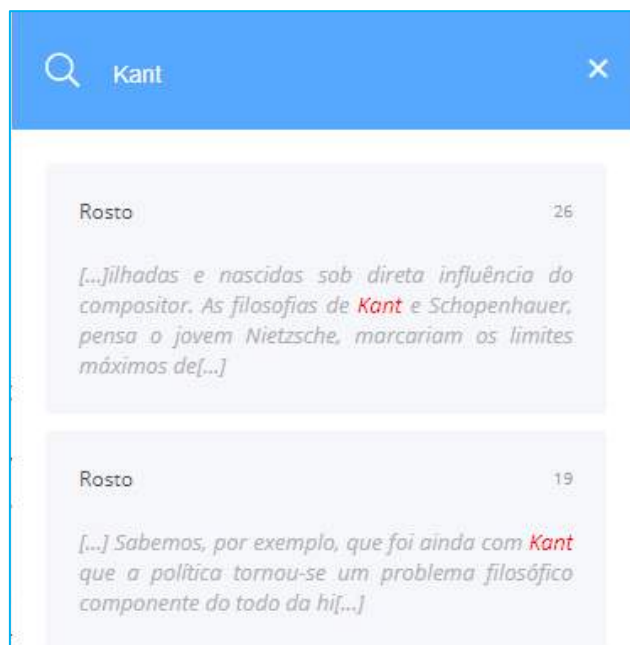 Kant
Rosto 26
[...]ilhadas e nascidas sob direta influência do
compositor. As filosofias de Kant e Schopenhauer,
pensa o jovem Nietzsche, marcariam os limites
máximos de[...]
Rosto 19
[...] Sabemos, por exemplo, que foi ainda com Kant
que a política tornou-se um problema filosófico
componente do todo da hi[...]